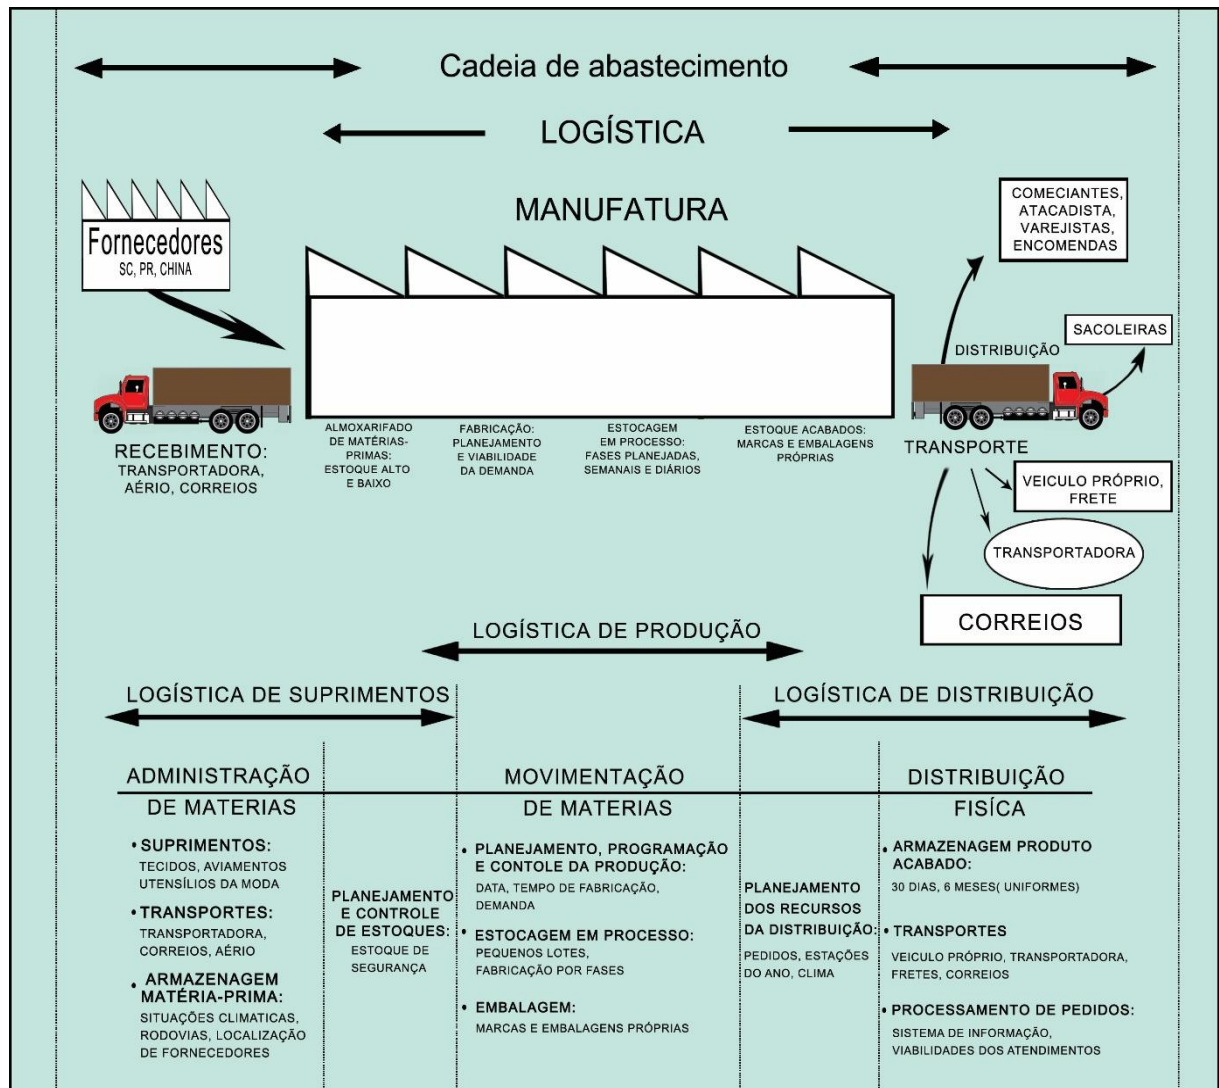 Cadeia de abastecimento
LOGÍSTICA
MANUFATURA
Fornecedores
SC, PR, CHINA
COMECIANTES,
ATACADISTA,
VAREJISTAS,
ENCOMENDAS
SACOLEIRAS
DISTRIBUIÇÃO
RECEBIMENTO:
TRANSPORTADORA,
AÉRIO, CORREIOS
ALMOXARIFADO
DE MATÉRIAS-
PRIMAS:
ESTOQUE ALTO
E BAIXO
FABRICAÇÃO:
PLANEJAMENTO
E VIABILIDADE
DA DEMANDA
ESTOCAGEM
EM PROCESSO:
FASES PLANEJADAS,
SEMANAIS E DIÁRIOS
ESTOQUE ACABADOS:
MARCAS E EMBALAGENS
PRÓPRIAS
TRANSPORTE
VEICULO PRÓPRIO,
FRETE
TRANSPORTADORA
CORREIOS
LOGÍSTICA DE PRODUÇÃO
LOGÍSTICA DE SUPRIMENTOS
LOGÍSTICA DE DISTRIBUIÇÃO
ADMINISTRAÇÃO
DE MATERIAS
• SUPRIMENTOS:
TECIDOS, AVIAMENTOS
UTENSÍLIOS DA MODA
• TRANSPORTES:
TRANSPORTADORA,
CORREIOS, AÉRIO
• ARMAZENAGEM
MATÉRIA-PRIMA:
SITUAÇÕES CLIMATICAS,
RODOVIAS, LOCALIZAÇÃO
DE FORNECEDORES
PLANEJAMENTO
E CONTROLE
DE ESTOQUES:
ESTOQUE DE
SEGURANÇA
MOVIMENTAÇÃO
DE MATERIAS
• PLANEJAMENTO, PROGRAMAÇÃO
E CONTOLE DA PRODUÇÃO:
DATA, TEMPO DE FABRICAÇÃO,
DEMANDA
• ESTOCAGEM EM PROCESSO:
PEQUENOS LOTES,
FABRICAÇÃO POR FASES
• EMBALAGEM:
MARCAS E EMBALAGENS PRÓPRIAS
PLANEJAMENTO
DOS RECURSOS
DA DISTRIBUIÇÃO:
PEDIDOS, ESTAÇÕES
DO ANO, CLIMA
DISTRIBUIÇÃO
FISÍCA
• ARMAZENAGEM PRODUTO
ACABADO:
30 DIAS, 6 MESES( UNIFORMES)
• TRANSPORTES
VEICULO PRÓPRIO, TRANSPORTADORA,
FRETES, CORREIOS
• PROCESSAMENTO DE PEDIDOS:
SISTEMA DE INFORMAÇÃO,
VIABILIDADES DOS ATENDIMENTOS